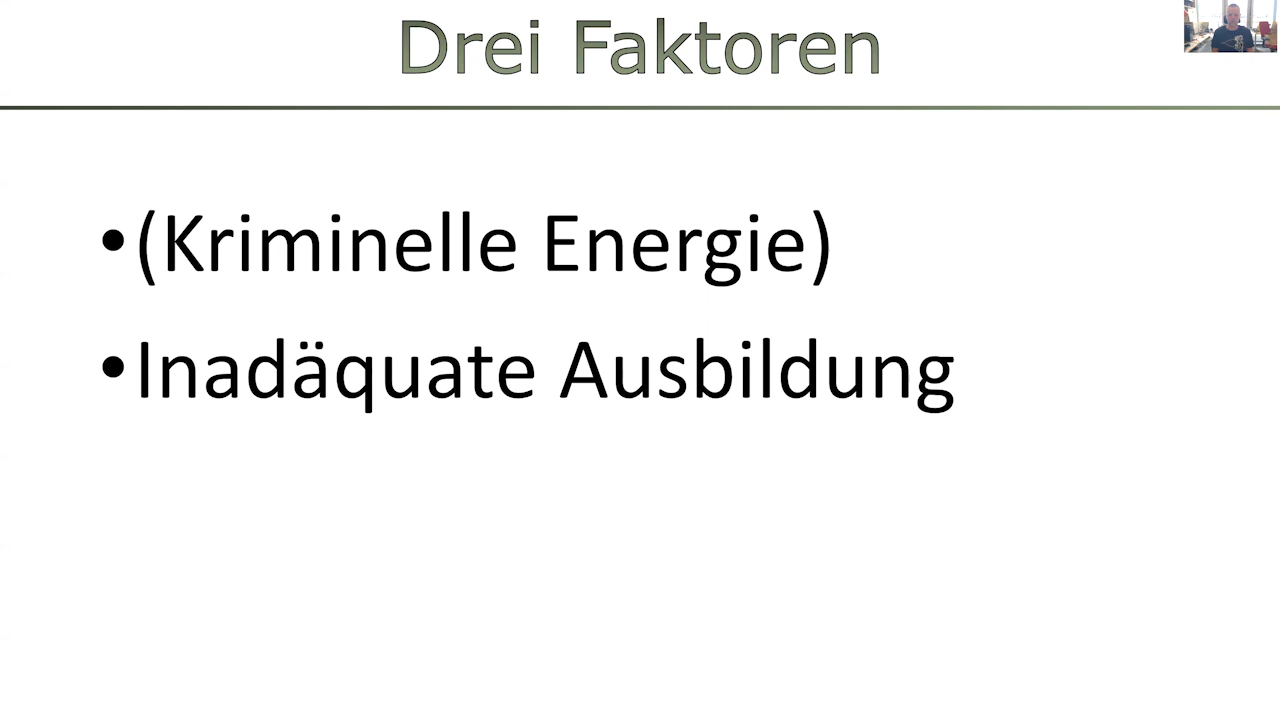 Drei Faktoren
•(Kriminelle Energie)
•Inadäquate Ausbildung